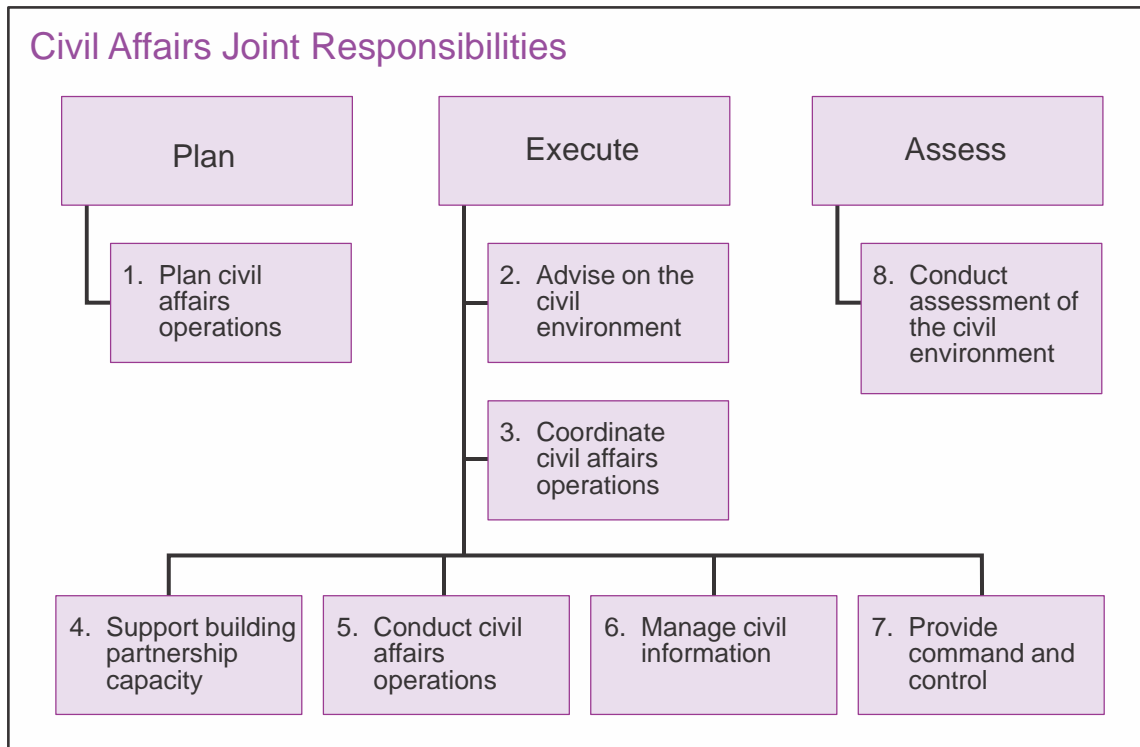 Civil Affairs Joint Responsibilities
Plan
Execute
Assess
1. Plan civil
affairs
operations
2. Advise on the
civil
environment
8. Conduct
assessment of
the civil
environment
3. Coordinate
civil affairs
operations
4. Support building
partnership
capacity
5. Conduct civil
affairs
operations
6. Manage civil
information
7. Provide
command and
control